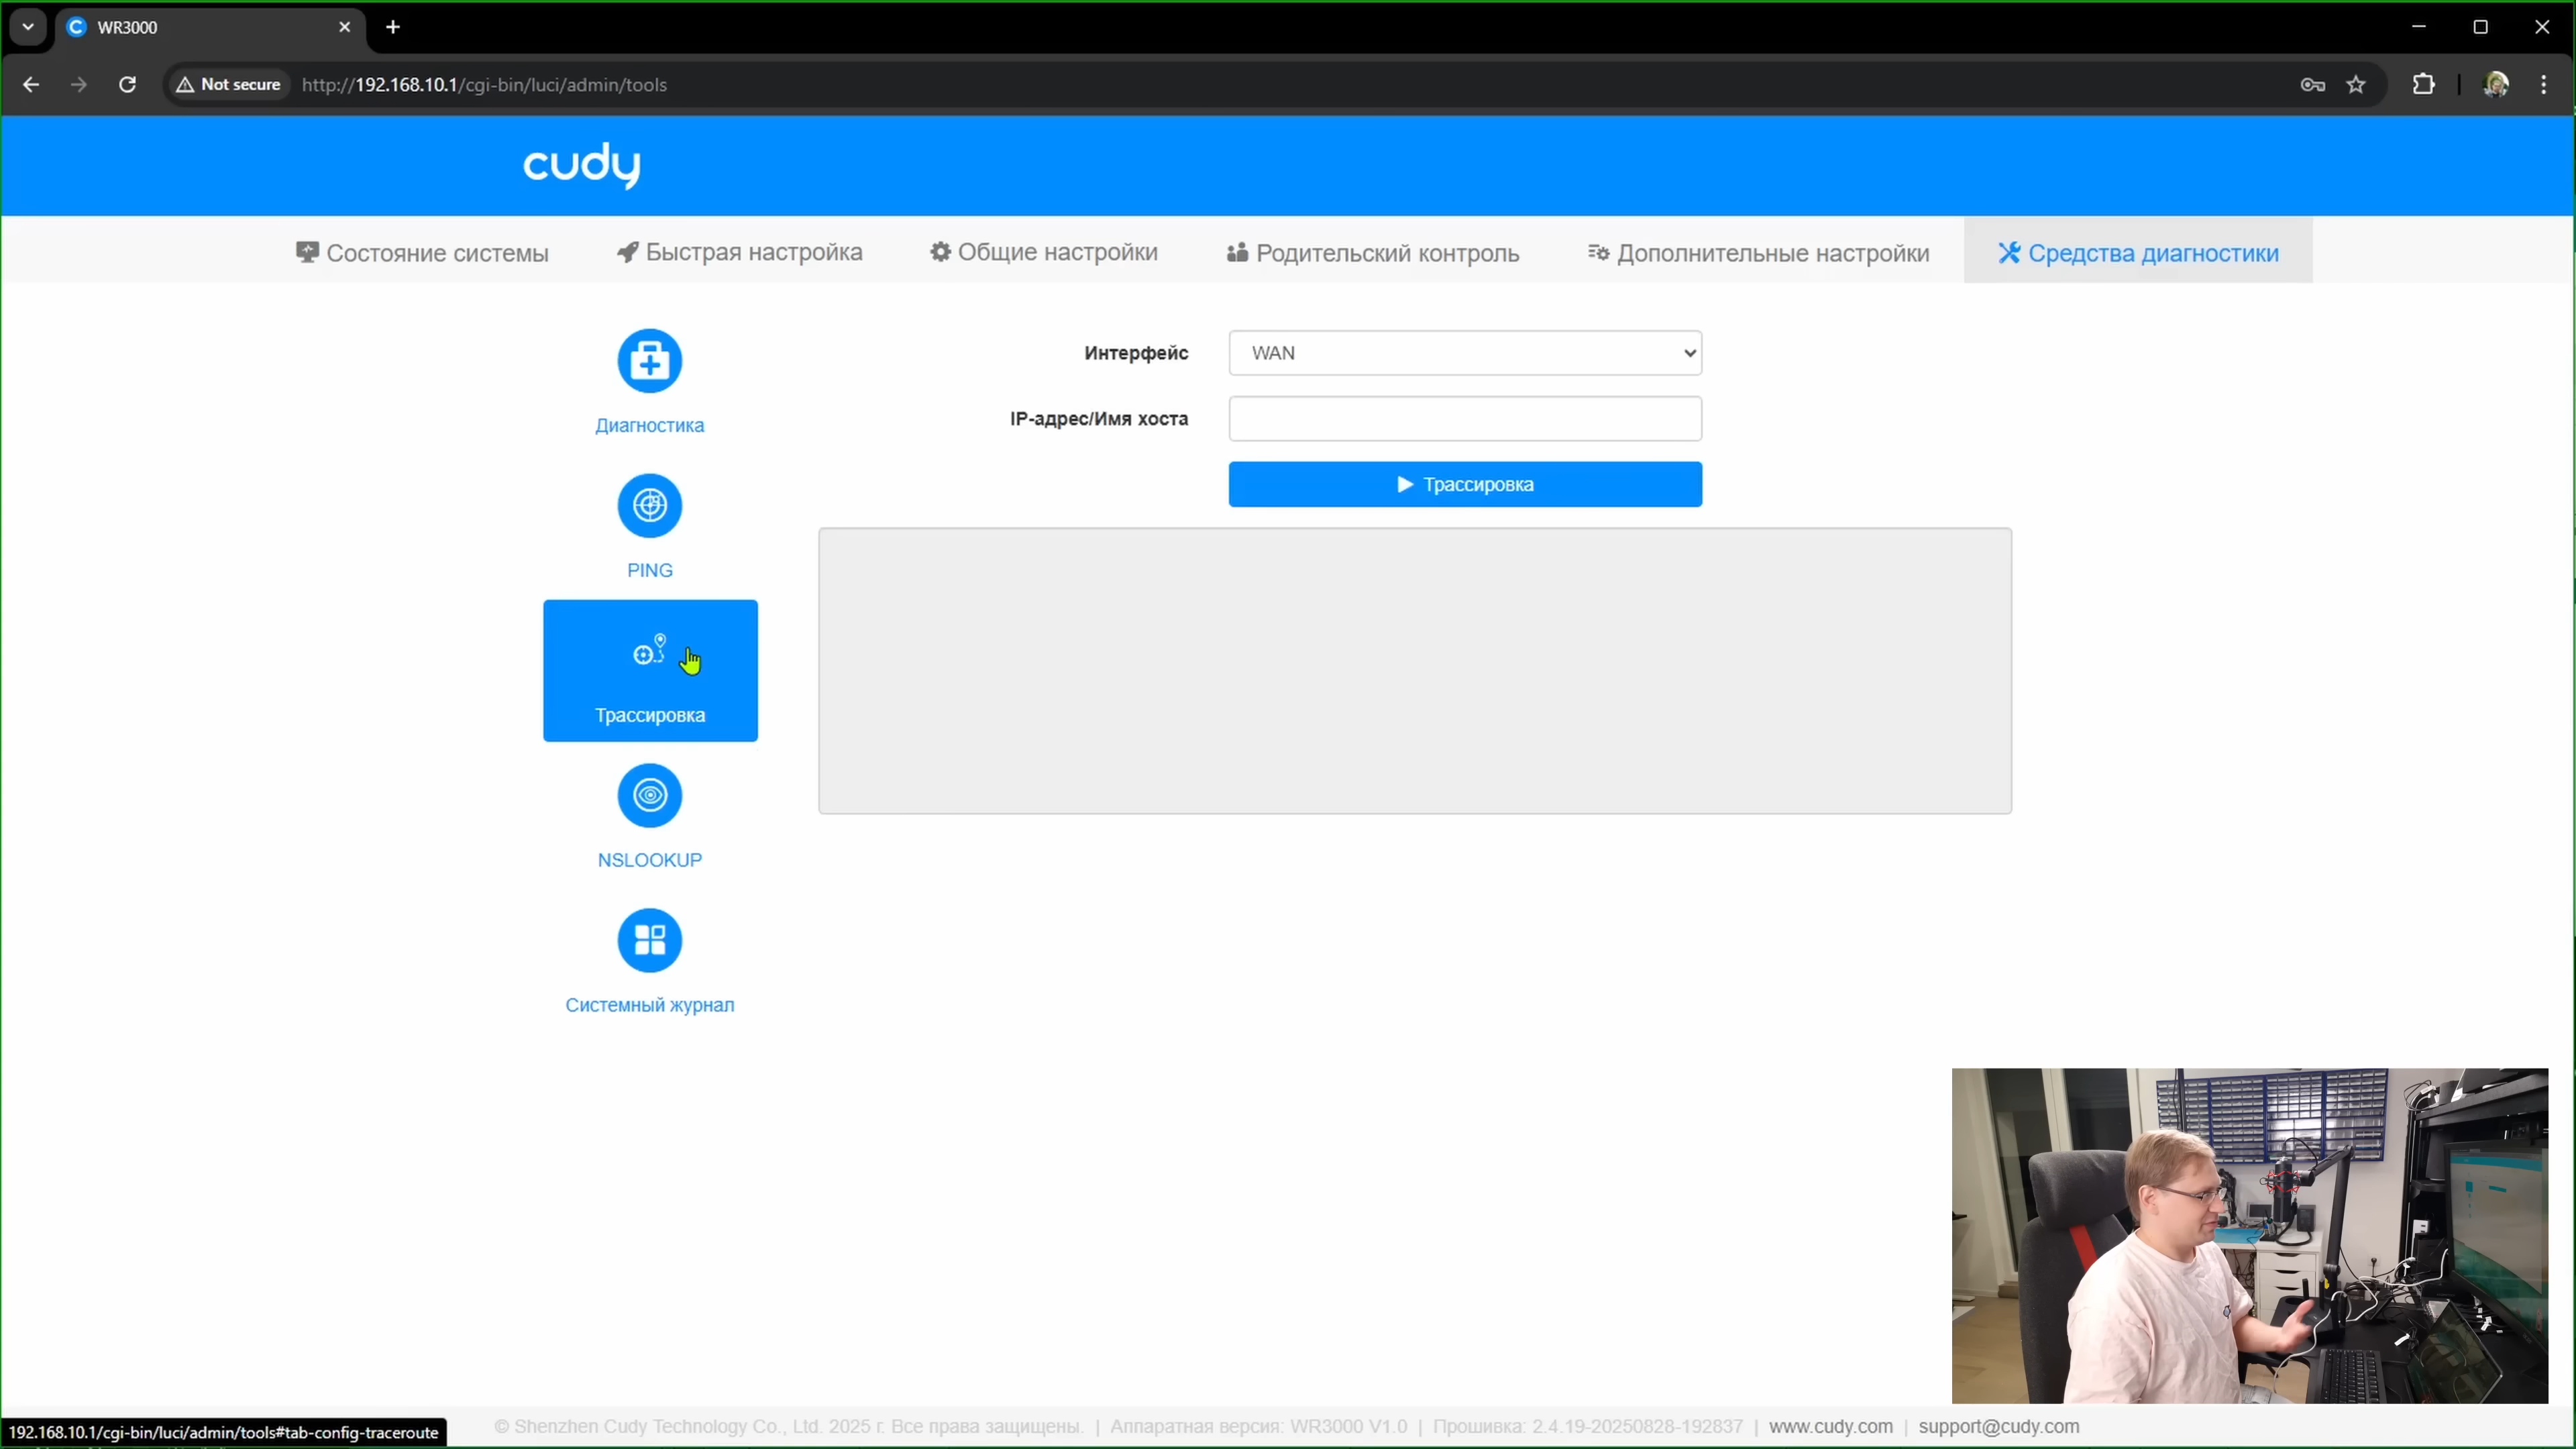 WR3000
Not secure
http://192.168.10.1/cgi-bin/luci/admin/tools
cudy
Состояние системы
Быстрая настройка
Общие настройки
Родительский контроль
Дополнительные настройки
Средства диагностики
Диагностика
PING
Трассировка
NSLOOKUP
Системный журнал
Интерфейс
WAN
IP-адрес/Имя хоста
Трассировка
192.168.10.1/cgi-bin/luci/admin/tools#tab-config-traceroute
© Shenzhen Cudy Technology Co., Ltd. 2025 г. Все права защищены. | Аппаратная версия: WR3000 V1.0 | Прошивка: 2.4.19-20250828-192837 | www.cudy.com | support@cudy.com